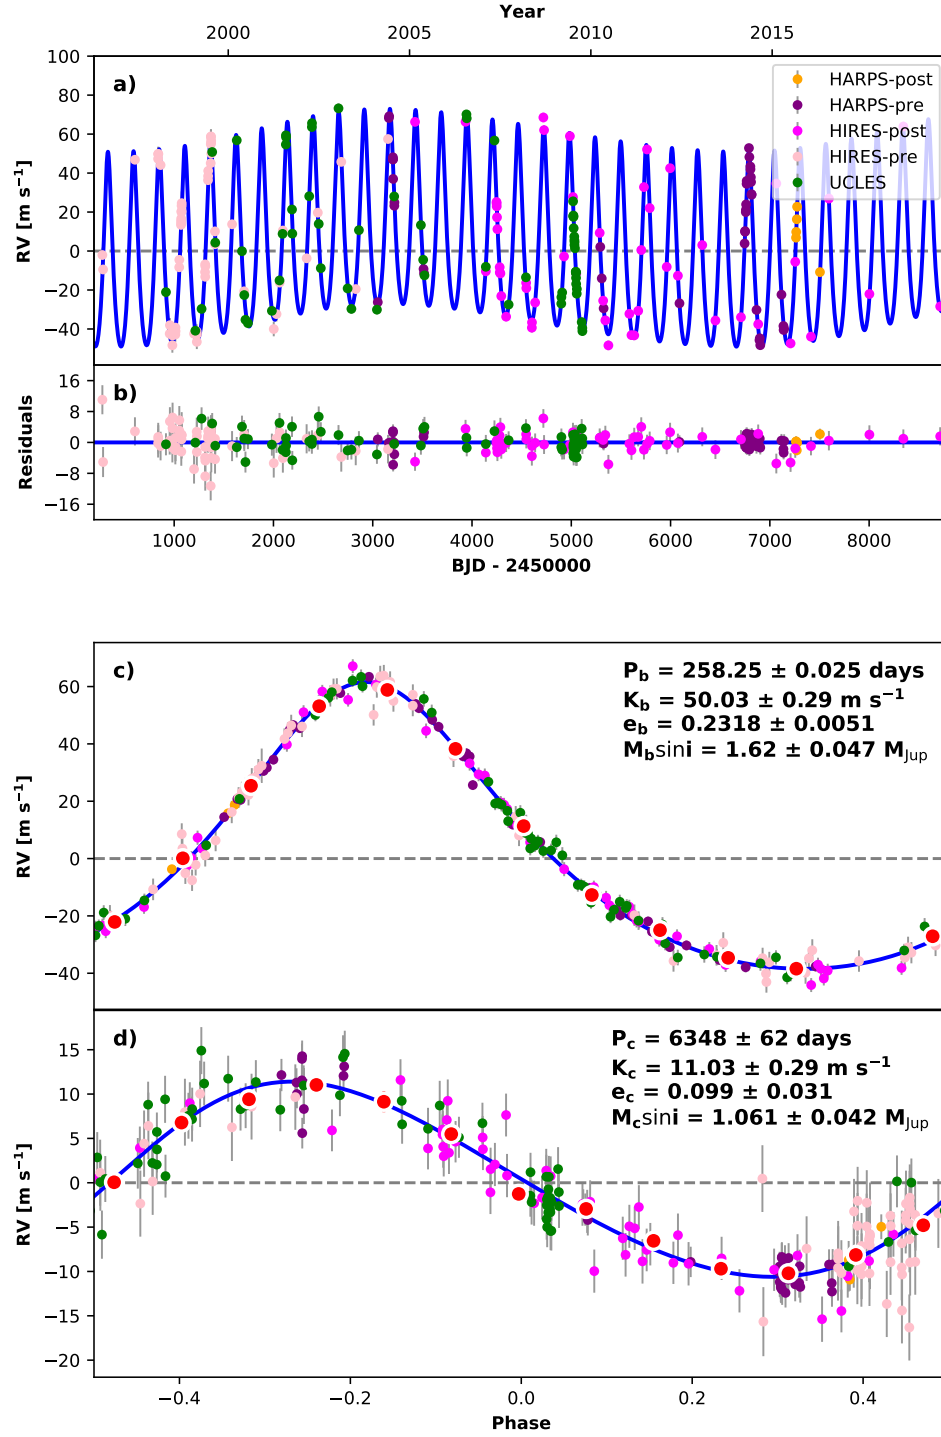 Year
2000 2005 2010 2015
a)
HARPS-post
HARPS-pre
HIRES-post
HIRES-pre
UCLES
100
80
60
40
20
0
−20
−40
RV [m s⁻¹]
b)
16
8
0
−8
−16
Residuals
1000 2000 3000 4000 5000 6000 7000 8000
BJD - 2450000
c)
P_b = 258.25 ± 0.025 days
K_b = 50.03 ± 0.29 m s⁻¹
e_b = 0.2318 ± 0.0051
M_b sin i = 1.62 ± 0.047 M_Jup
60
40
20
0
−20
−40
RV [m s⁻¹]
d)
P_c = 6348 ± 62 days
K_c = 11.03 ± 0.29 m s⁻¹
e_c = 0.099 ± 0.031
M_c sin i = 1.061 ± 0.042 M_Jup
15
10
5
0
−5
−10
−15
−20
RV [m s⁻¹]
−0.4 −0.2 0.0 0.2 0.4
Phase